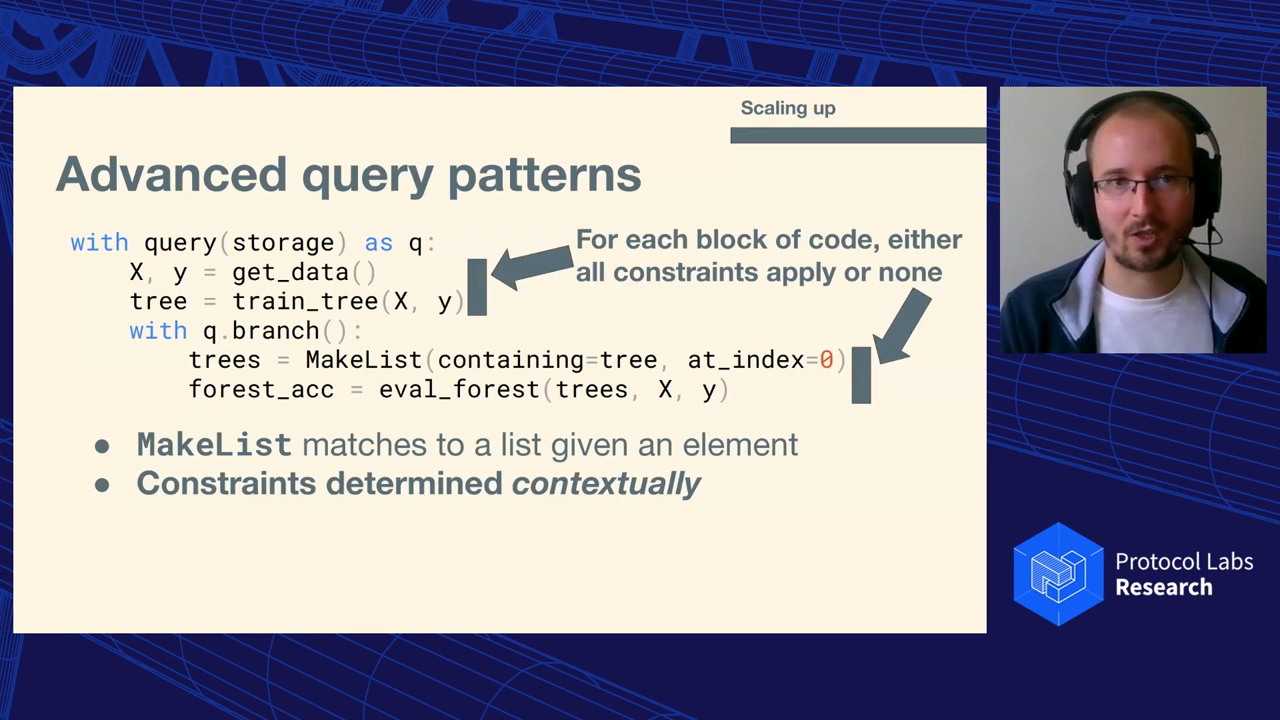 Scaling up
Advanced query patterns
with query(storage) as q:
    X, y = get_data()
    tree = train_tree(X, y)
    with q.branch():
        trees = MakeList(containing=tree, at_index=0)
        forest_acc = eval_forest(trees, X, y)
For each block of code, either
all constraints apply or none
● MakeList matches to a list given an element
● Constraints determined contextually
Protocol Labs
Research